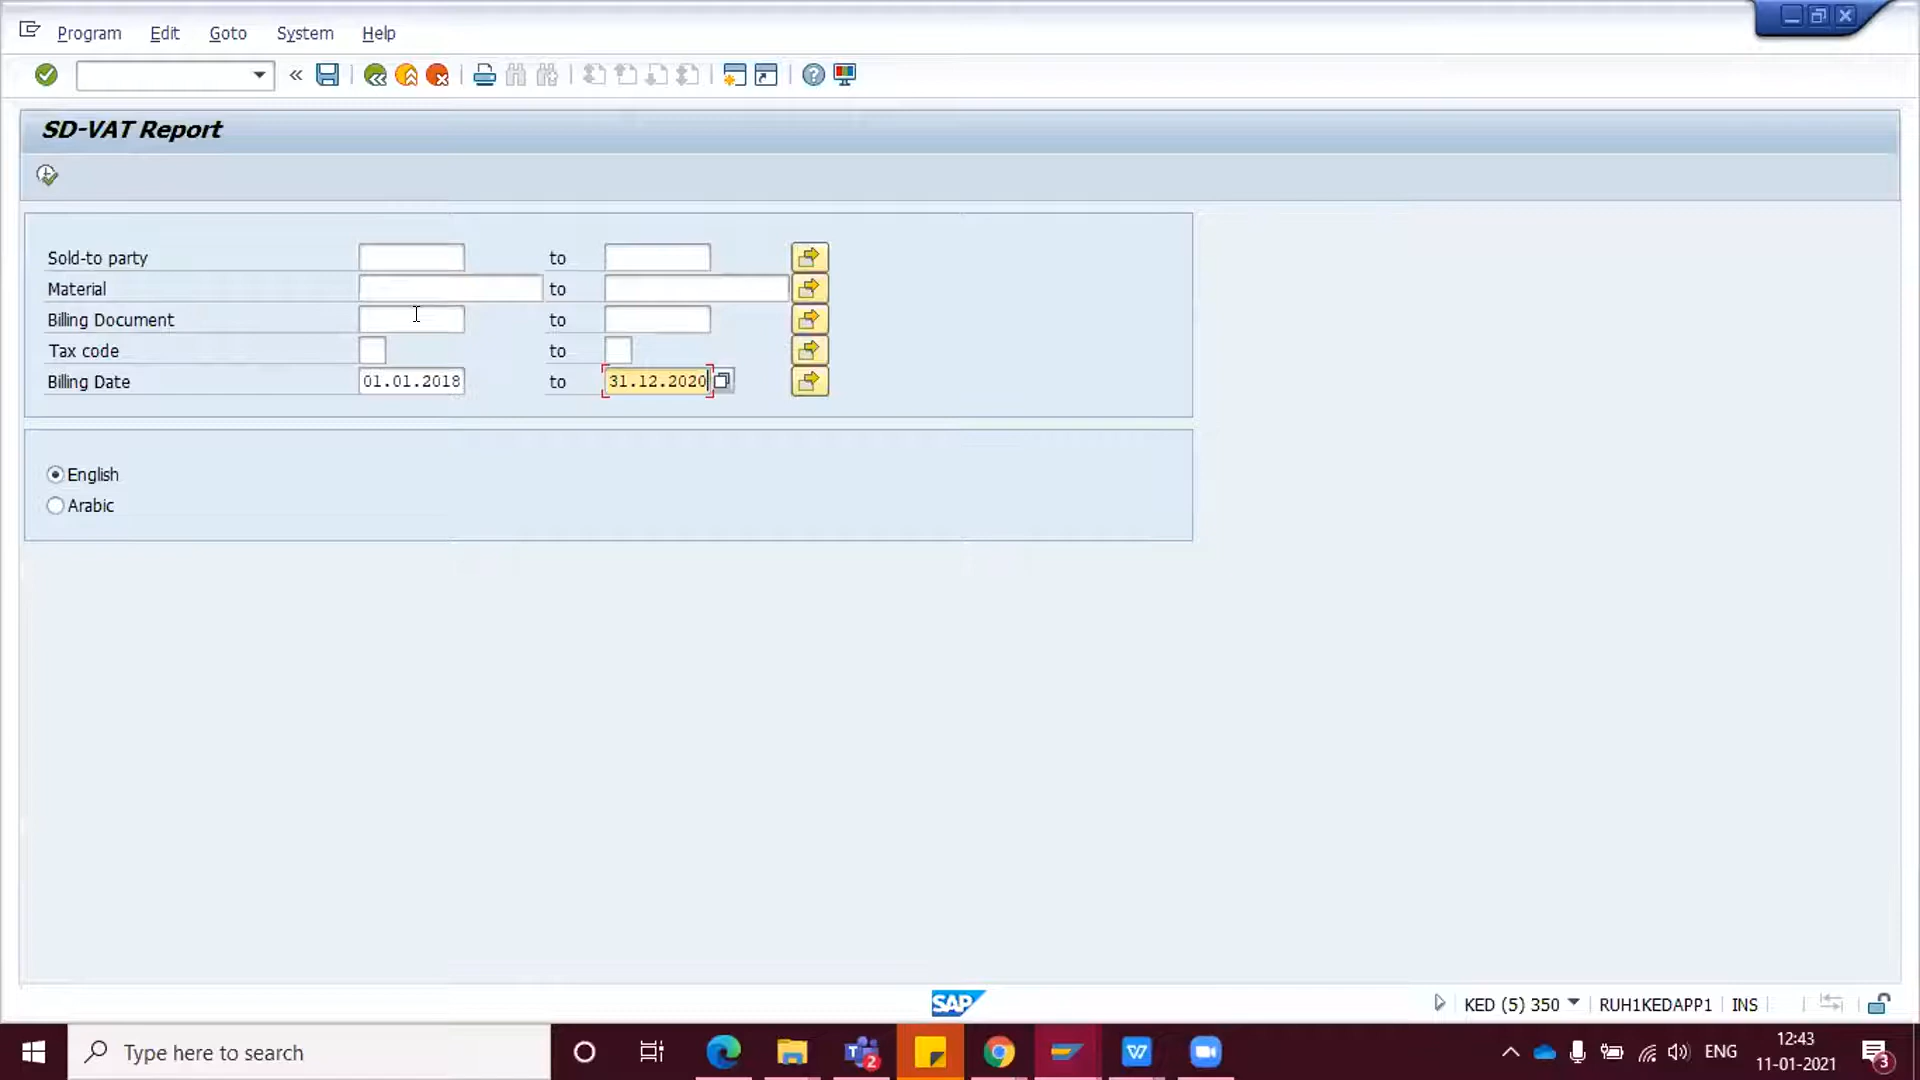 Program Edit Goto System Help
SD-VAT Report
Sold-to party to
Material to
Billing Document to
Tax code to
Billing Date 01.01.2018 to 31.12.2020
English
Arabic
SAP KED (5) 350 RUH1KEDAPP1 INS
Type here to search 2 W ENG 12:43 3
11-01-2021